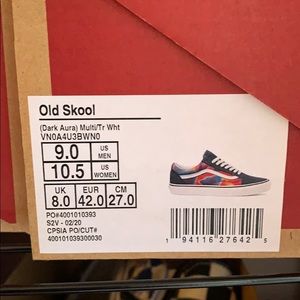 Old Skool
(Dark Aura) Multi/Tr Wht
VN0A4U3BWN0
9.0 US MEN
10.5 US WOMEN
UK EUR CM
8.0 42.0 27.0
PO#4001010393
S2V - 02/20
CPSIA PO/CUT#
400101039300030
1 94116 27642 5